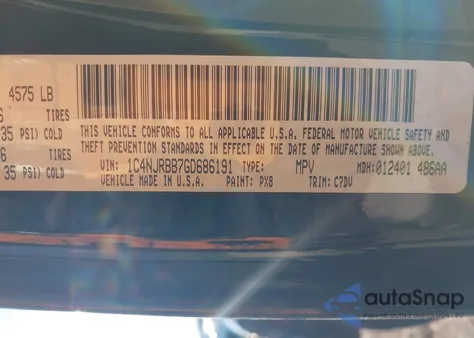 4575 LB
TIRES
35 PSI) COLD
TIRES
35 PSI) COLD
THIS VEHICLE CONFORMS TO ALL APPLICABLE U.S.A. FEDERAL MOTOR VEHICLE SAFETY AND
THEFT PREVENTION STANDARDS IN EFFECT ON THE DATE OF MANUFACTURE SHOWN ABOVE.
VIN: 1C4NJRBB7GD686191 TYPE: MPV MDH:012401 486AA
VEHICLE MADE IN U.S.A. PAINT: PXB TRIM: C7DV
autoSnap